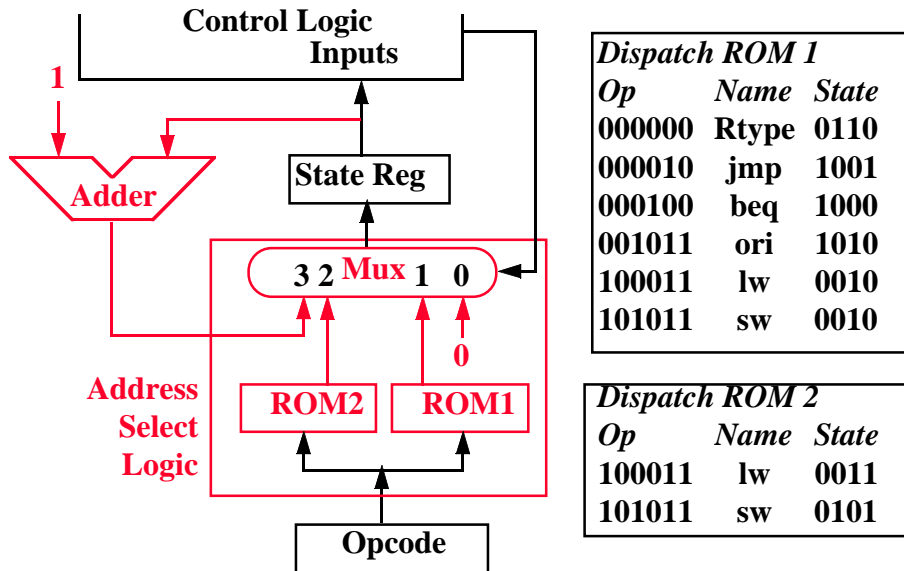 Control Logic
Inputs
1
Adder
State Reg
3 2 Mux 1 0
0
Address
Select
Logic
ROM2
ROM1
Opcode
Dispatch ROM 1
Op Name State
000000 Rtype 0110
000010 jmp 1001
000100 beq 1000
001011 ori 1010
100011 lw 0010
101011 sw 0010
Dispatch ROM 2
Op Name State
100011 lw 0011
101011 sw 0101